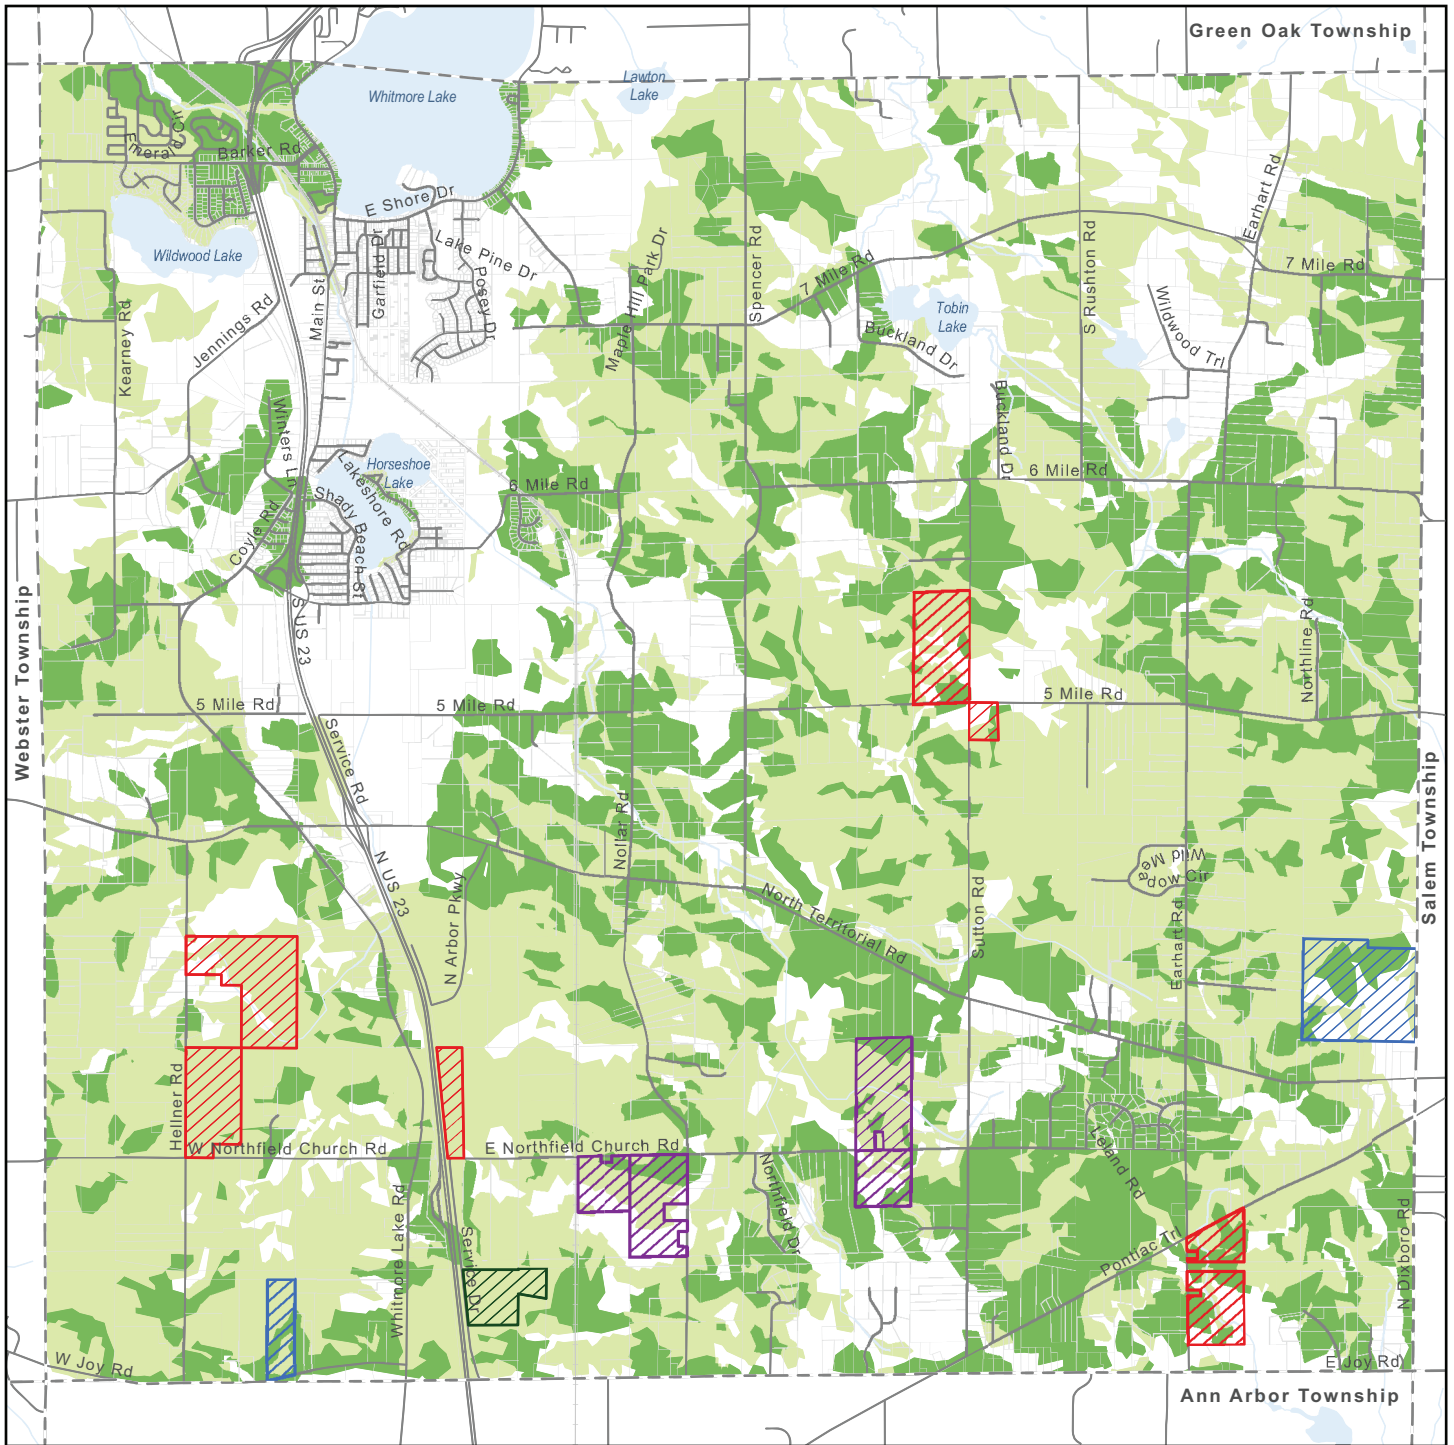 Green Oak Township
Whitmore Lake
Lawton
Lake
Emerald Cir
Barker Rd
E Shore Dr
Earhart Rd
Wildwood Lake
Garfield Dr
Lake Pine Dr
Posey Dr
Maple Hill Park Dr
Spencer Rd
7 Mile Rd
S Rushton Rd
7 Mile Rd
Kearney Rd
Jennings Rd
Main St
Tobin
Lake
Buckland Dr
Wildwood Trl
Winters Ln
Buckland Dr
Horseshoe
Lake
Lakeshore Rd
6 Mile Rd
6 Mile Rd
Shady Beach St
Coyle Rd
Webster Township
S US 23
Northline Rd
5 Mile Rd
5 Mile Rd
5 Mile Rd
Service Rd
Salem Township
Nollar Rd
N US 23
N Arbor Pkwy
Wild Meadow Cir
North Territorial Rd
Sutton Rd
Earhart Rd
Hellner Rd
W Northfield Church Rd
E Northfield Church Rd
Leland Rd
Northfield Dr
Whitmore Lake Rd
Service Dr
Pontiac Trl
N Dixboro Rd
W Joy Rd
E Joy Rd
Ann Arbor Township